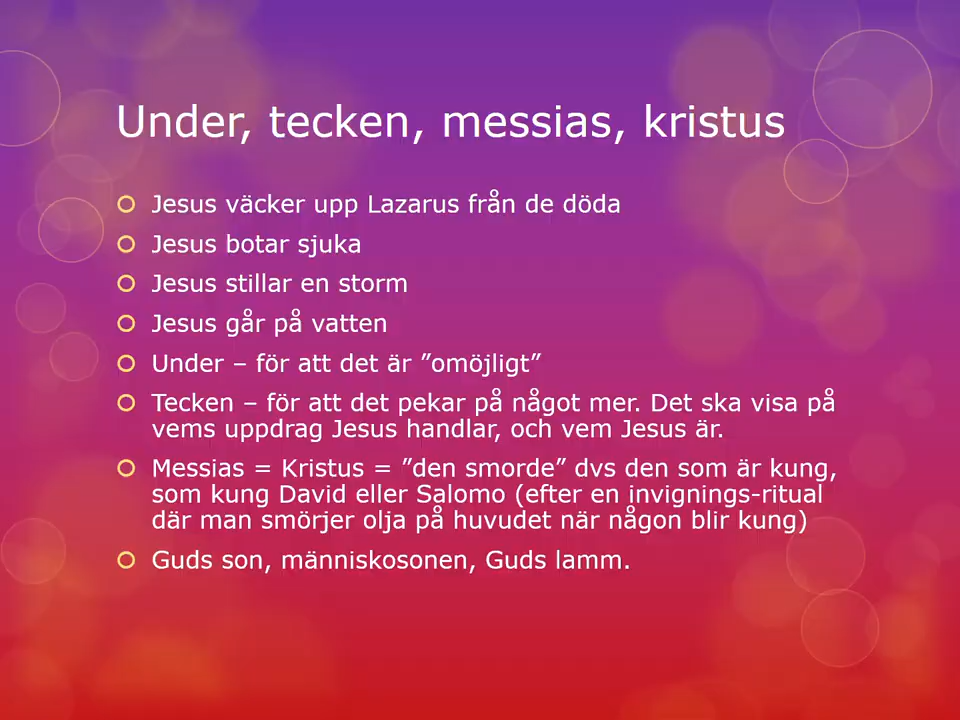 Under, tecken, messias, kristus
Jesus väcker upp Lazarus från de döda
Jesus botar sjuka
Jesus stillar en storm
Jesus går på vatten
Under – för att det är ”omöjligt”
Tecken – för att det pekar på något mer. Det ska visa på
vems uppdrag Jesus handlar, och vem Jesus är.
Messias = Kristus = ”den smorde” dvs den som är kung,
som kung David eller Salomo (efter en invignings-ritual
där man smörjer olja på huvudet när någon blir kung)
Guds son, människosonen, Guds lamm.